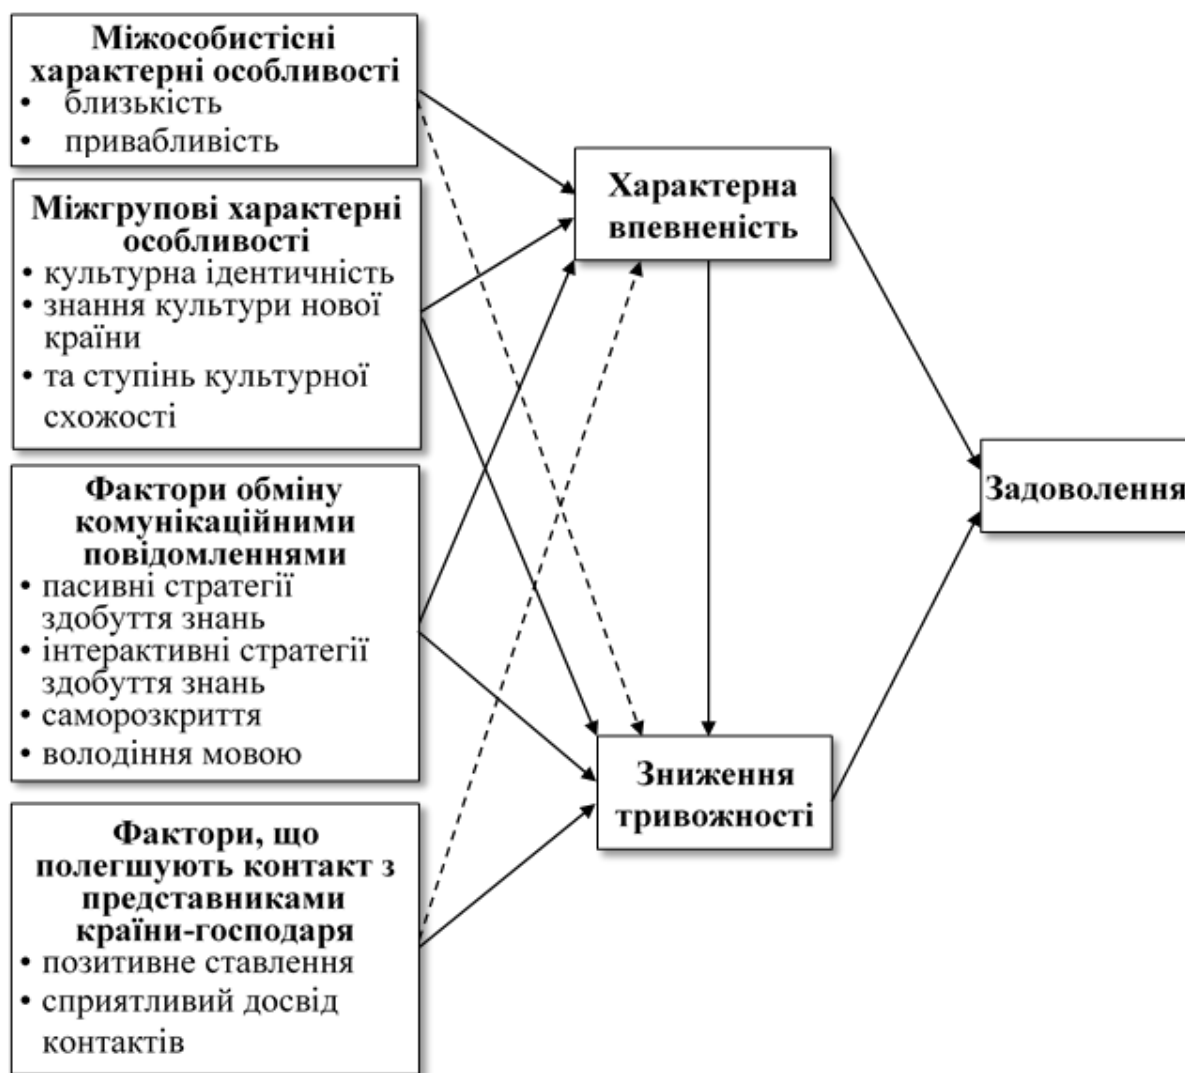 Міжособистісні
характерні особливості
• близькість
• привабливість
Міжгрупові характерні
особливості
• культурна ідентичність
• знання культури нової
країни
• та ступінь культурної
схожості
Фактори обміну
комунікаційними
повідомленнями
• пасивні стратегії
здобуття знань
• інтерактивні стратегії
здобуття знань
• саморозкриття
• володіння мовою
Фактори, що
полегшують контакт з
представниками
країни-господаря
• позитивне ставлення
• сприятливий досвід
контактів
Характерна
впевненість
Зниження
тривожності
Задоволення